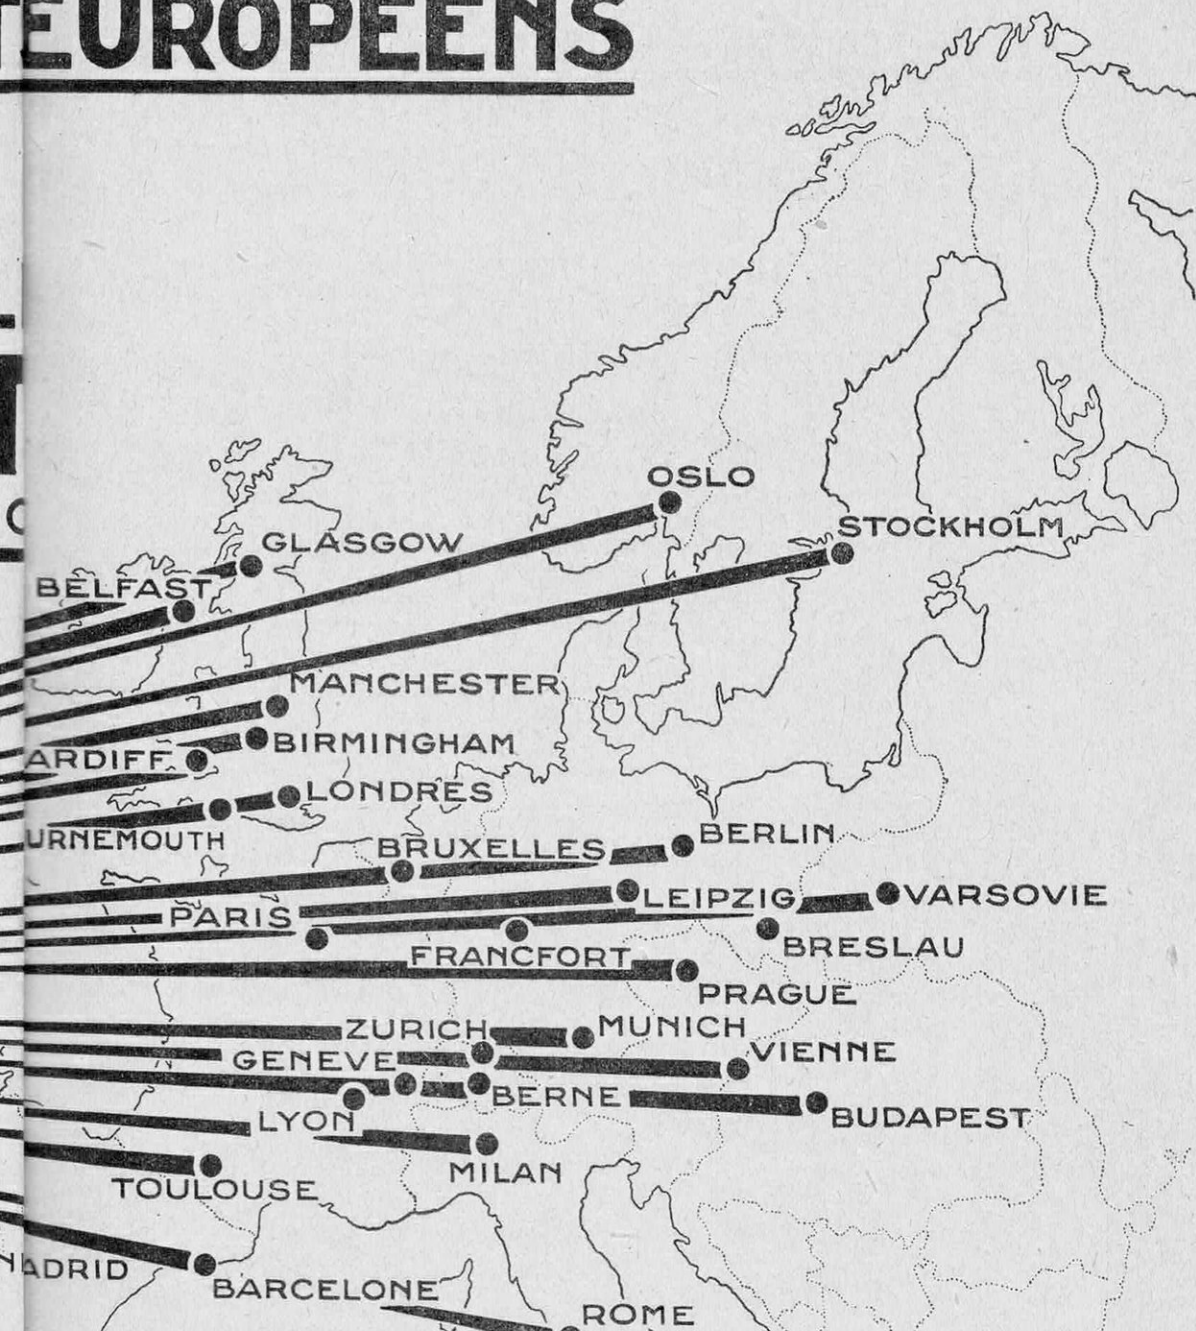 EUROPEENS
OSLO
STOCKHOLM
GLASGOW
BELFAST
MANCHESTER
BIRMINGHAM
ARDIFF
LONDRES
URNEMOUTH
BERLIN
BRUXELLES
LEIPZIG
VARSOVIE
PARIS
BRESLAU
FRANCFORT
PRAGUE
ZURICH
MUNICH
VIENNE
GENEVE
BERNE
BUDAPEST
LYON
MILAN
TOULOUSE
ADRID
BARCELONE
ROME